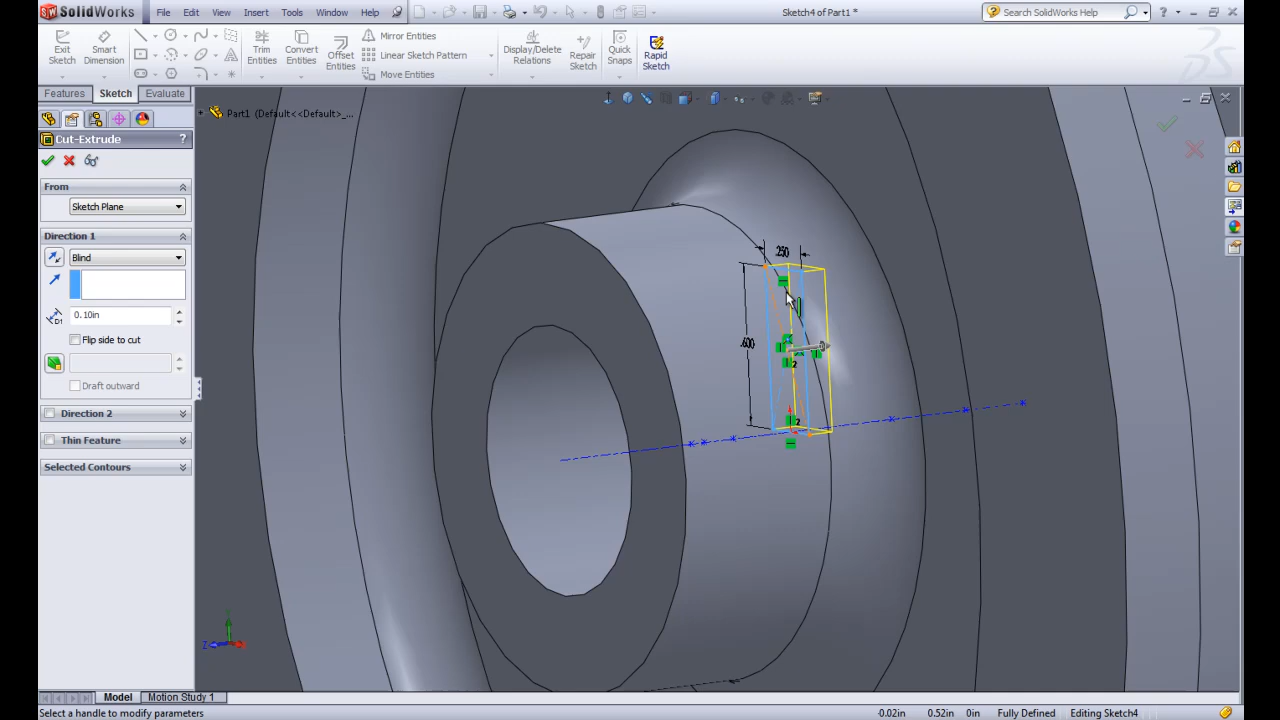 SolidWorks File Edit View Insert Tools Window Help Sketch4 of Part1 * Search SolidWorks Help
Exit Sketch Smart Dimension Trim Entities Convert Entities Offset Entities Mirror Entities Display/Delete Relations Repair Sketch Quick Snaps Rapid Sketch
Linear Sketch Pattern
Move Entities
Features Sketch Evaluate
Part1 (Default<<Default>_...
Cut-Extrude ?
From
Sketch Plane
Direction 1
Blind
D1 0.10in
Flip side to cut
Draft outward
Direction 2
Thin Feature
Selected Contours
.250
.600
2
2
Y
Z X
Model Motion Study 1
Select a handle to modify parameters 0.02in 0.52in 0in Fully Defined Editing Sketch4